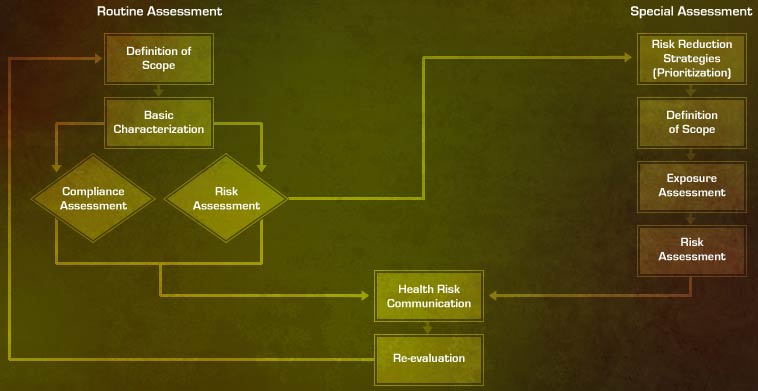 Routine Assessment
Special Assessment
Definition of
Scope
Basic
Characterization
Compliance
Assessment
Risk
Assessment
Risk Reduction
Strategies
(Prioritization)
Definition
of Scope
Exposure
Assessment
Risk
Assessment
Health Risk
Communication
Re-evaluation